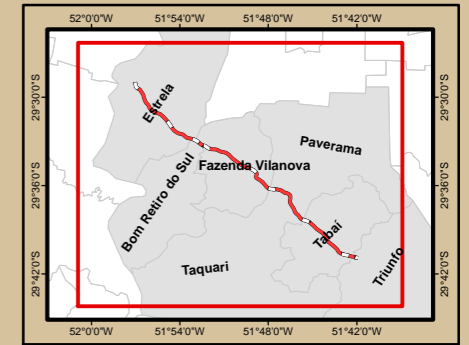 52°0'0"W 51°54'0"W 51°48'0"W 51°42'0"W
29°30'0"S
29°30'0"S
Estrela
Paverama
Fazenda Vilanova
29°36'0"S
29°36'0"S
Bom Retiro do Sul
Tabaí
Taquari
Triunfo
29°42'0"S
29°42'0"S
52°0'0"W 51°54'0"W 51°48'0"W 51°42'0"W